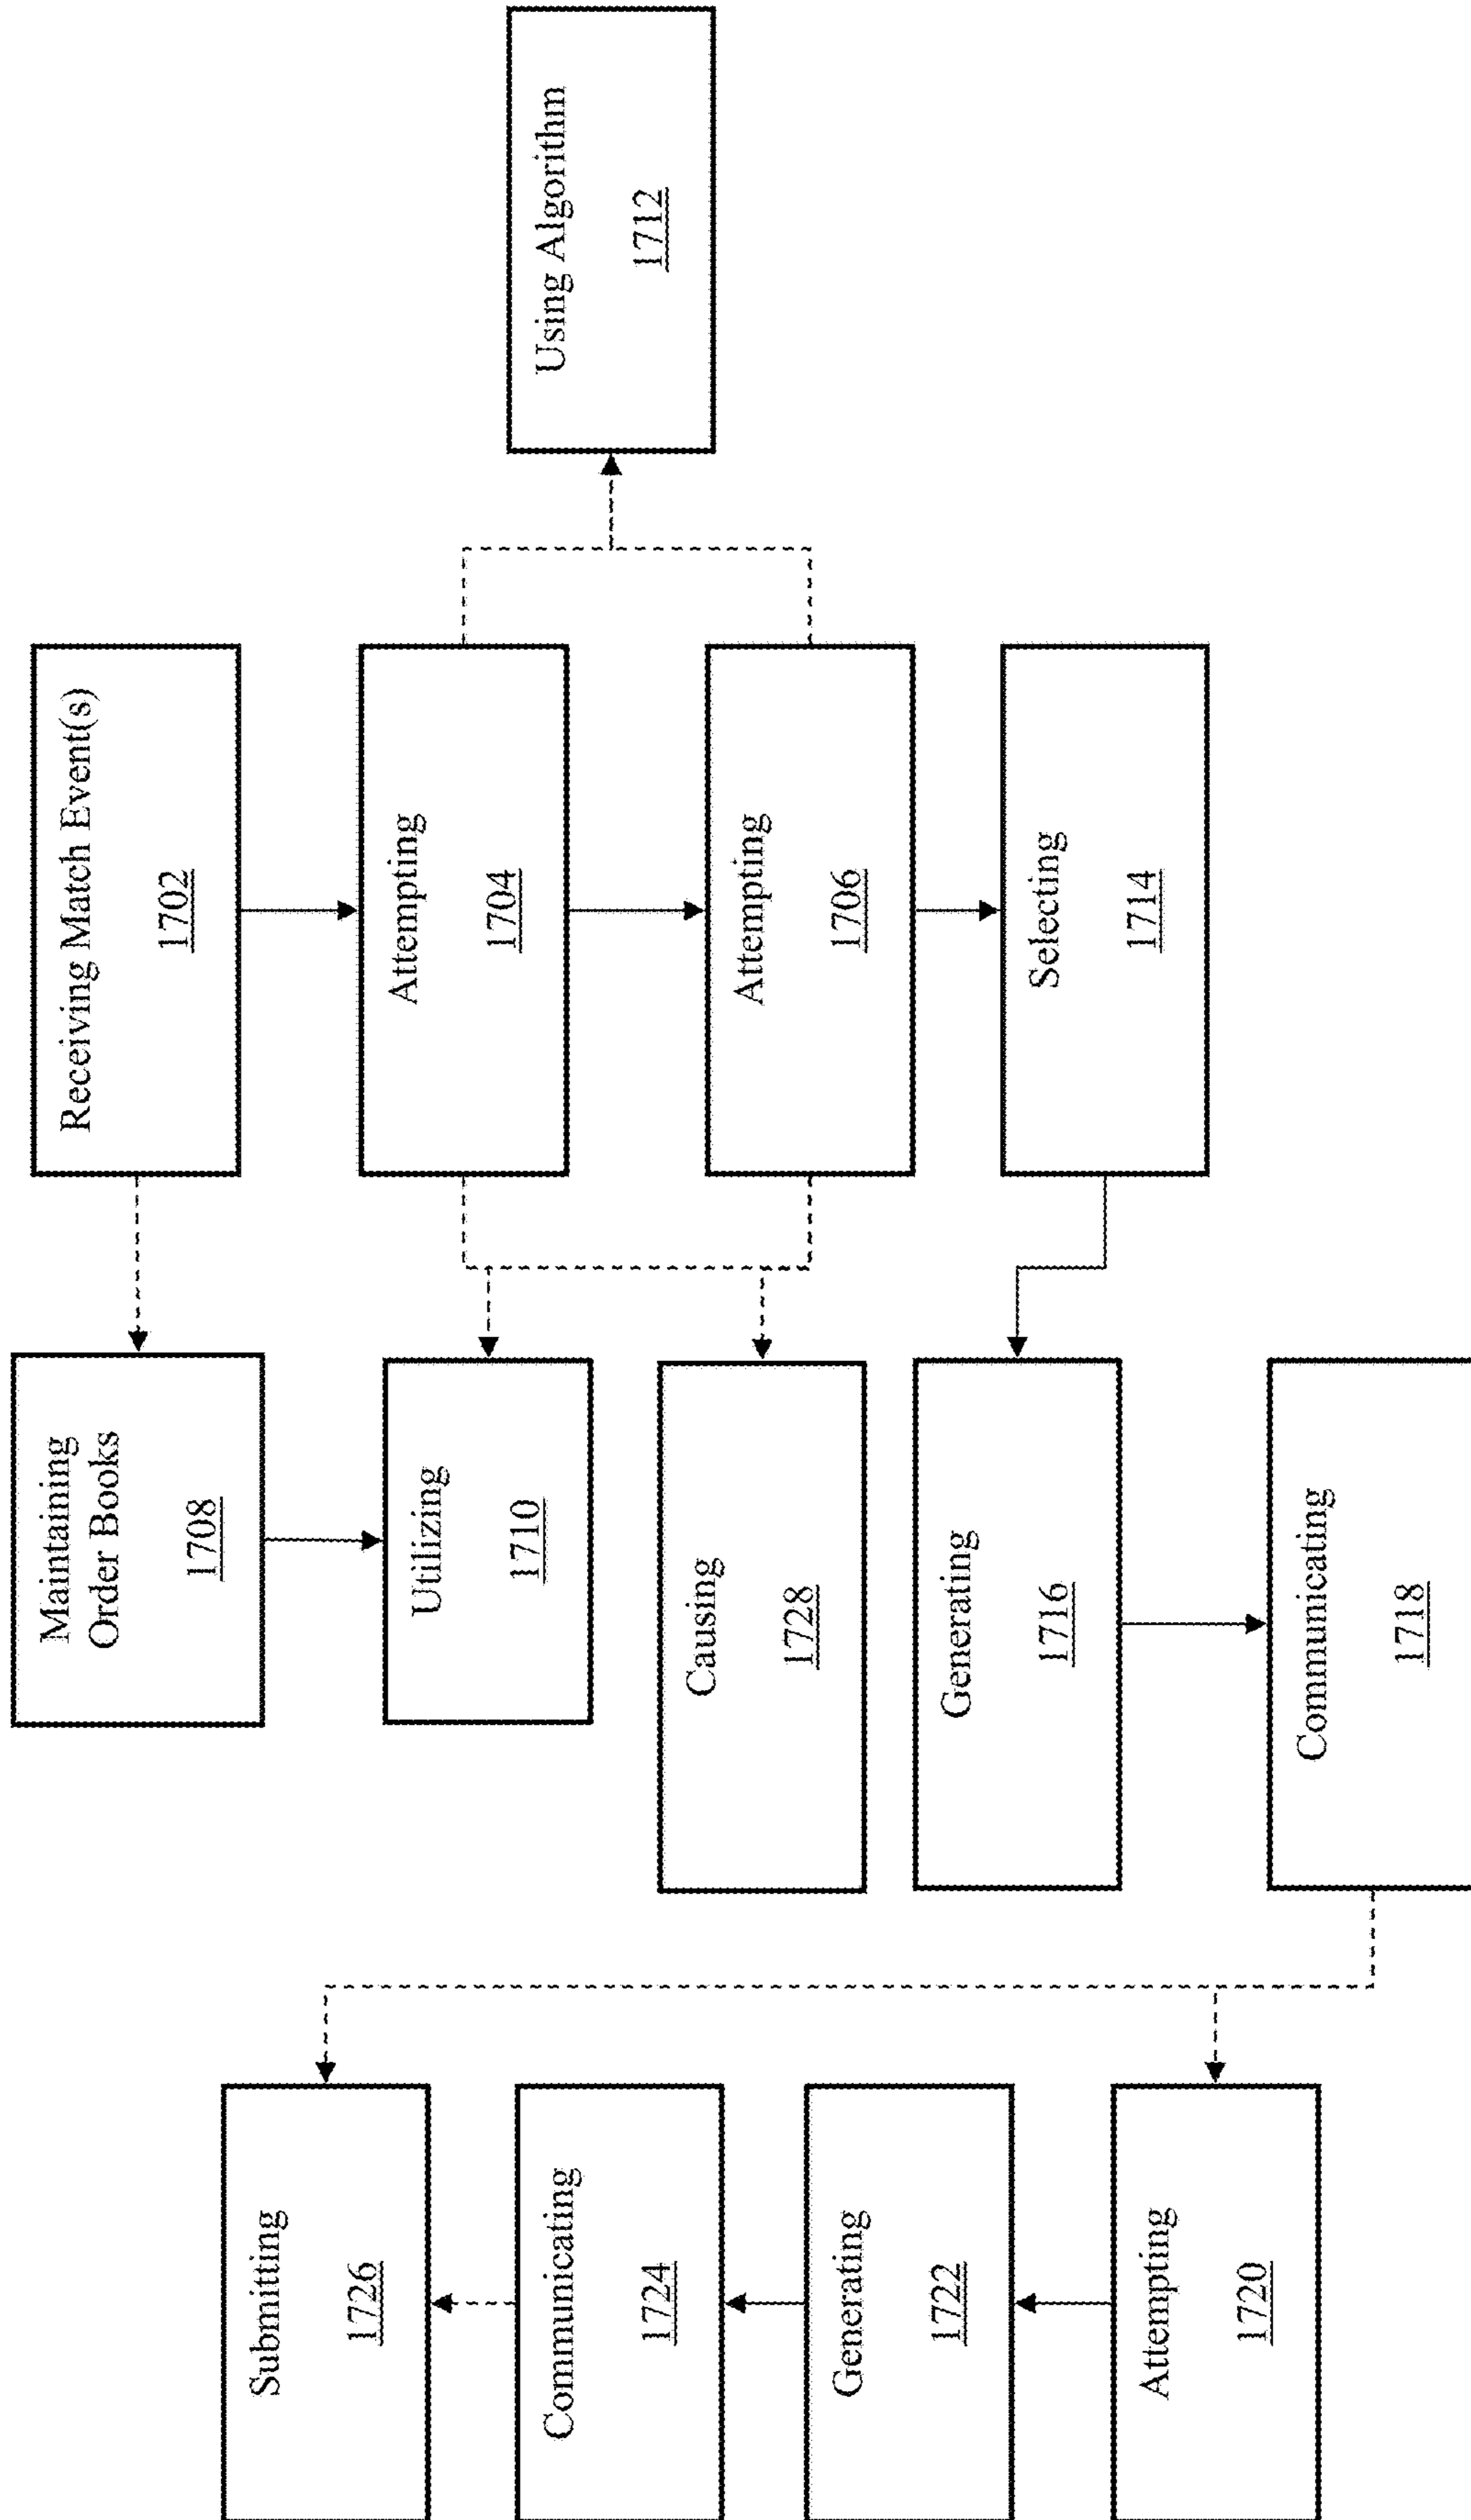 Using Algorithm
1712
Receiving Match Event(s)
1702
Attempting
1704
Attempting
1706
Selecting
1714
Maintaining
Order Books
1708
Utilizing
1710
Causing
1728
Generating
1716
Communicating
1718
Submitting
1726
Communicating
1724
Generating
1722
Attempting
1720